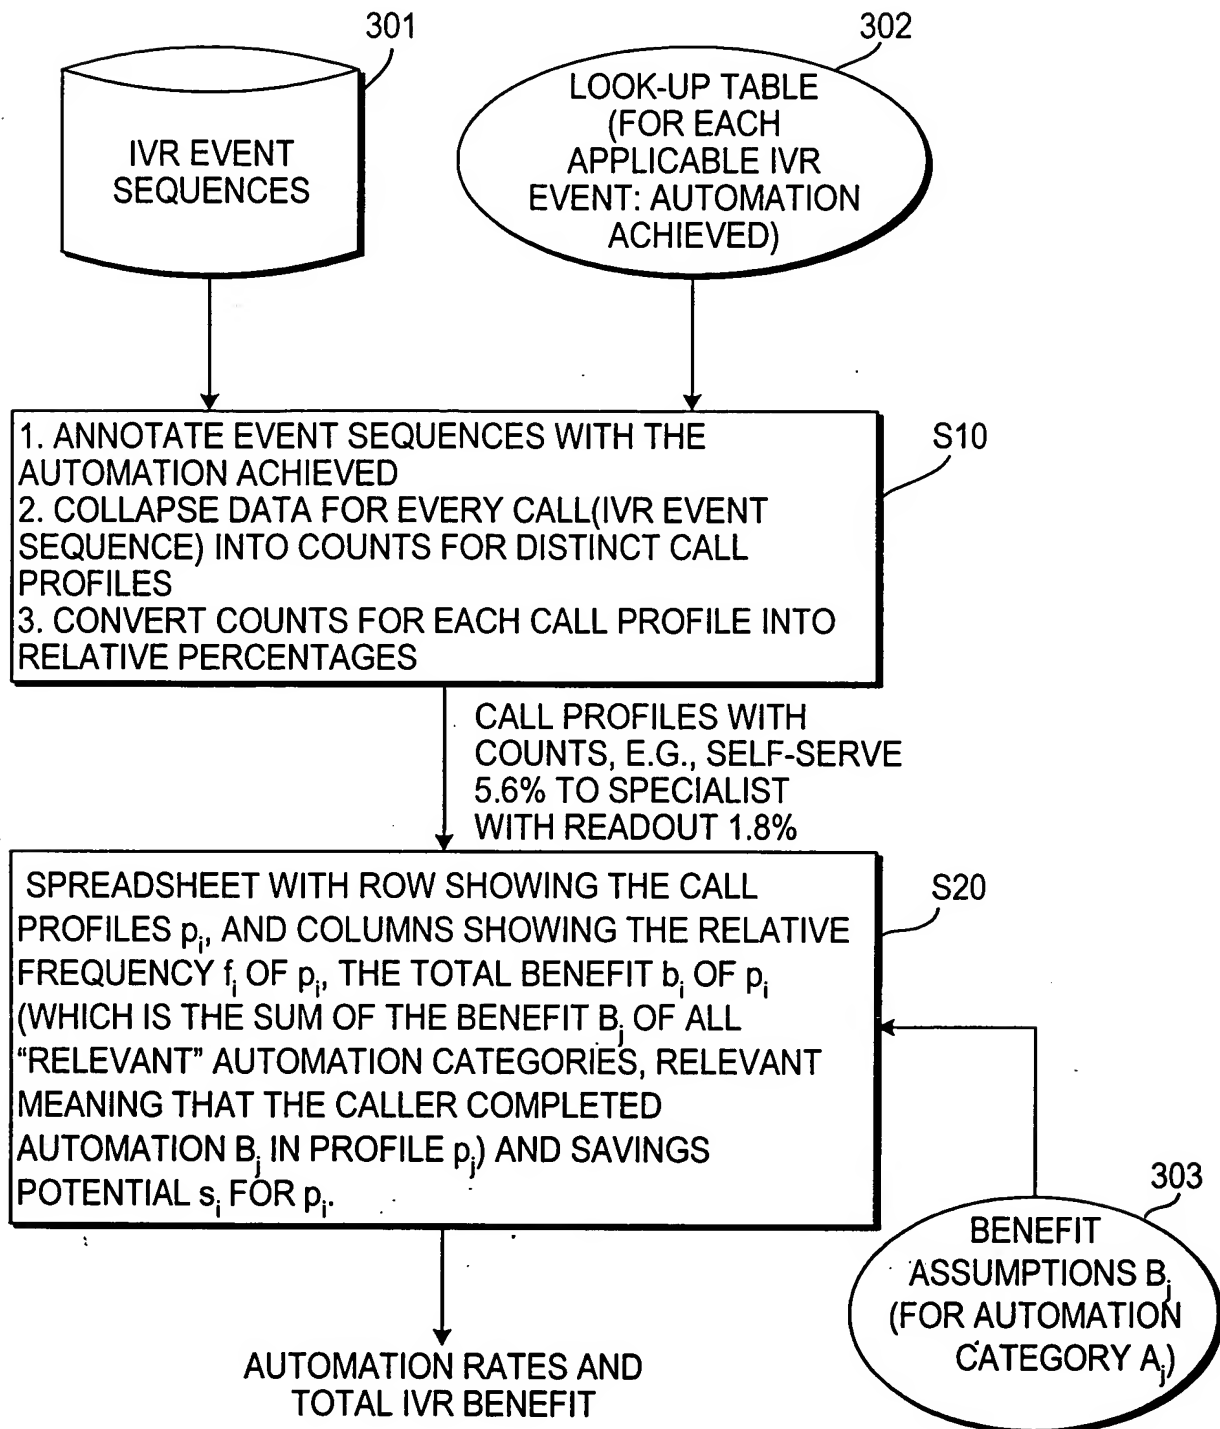 301
302
IVR EVENT
SEQUENCES
LOOK-UP TABLE
(FOR EACH
APPLICABLE IVR
EVENT: AUTOMATION
ACHIEVED)
1. ANNOTATE EVENT SEQUENCES WITH THE
AUTOMATION ACHIEVED
2. COLLAPSE DATA FOR EVERY CALL(IVR EVENT
SEQUENCE) INTO COUNTS FOR DISTINCT CALL
PROFILES
3. CONVERT COUNTS FOR EACH CALL PROFILE INTO
RELATIVE PERCENTAGES
S10
CALL PROFILES WITH
COUNTS, E.G., SELF-SERVE
5.6% TO SPECIALIST
WITH READOUT 1.8%
SPREADSHEET WITH ROW SHOWING THE CALL
PROFILES pi, AND COLUMNS SHOWING THE RELATIVE
FREQUENCY fi OF pi, THE TOTAL BENEFIT bi OF pi
(WHICH IS THE SUM OF THE BENEFIT Bj OF ALL
“RELEVANT” AUTOMATION CATEGORIES, RELEVANT
MEANING THAT THE CALLER COMPLETED
AUTOMATION Bj IN PROFILE pj) AND SAVINGS
POTENTIAL si FOR pi.
S20
303
BENEFIT
ASSUMPTIONS Bj
(FOR AUTOMATION
CATEGORY Aj)
AUTOMATION RATES AND
TOTAL IVR BENEFIT